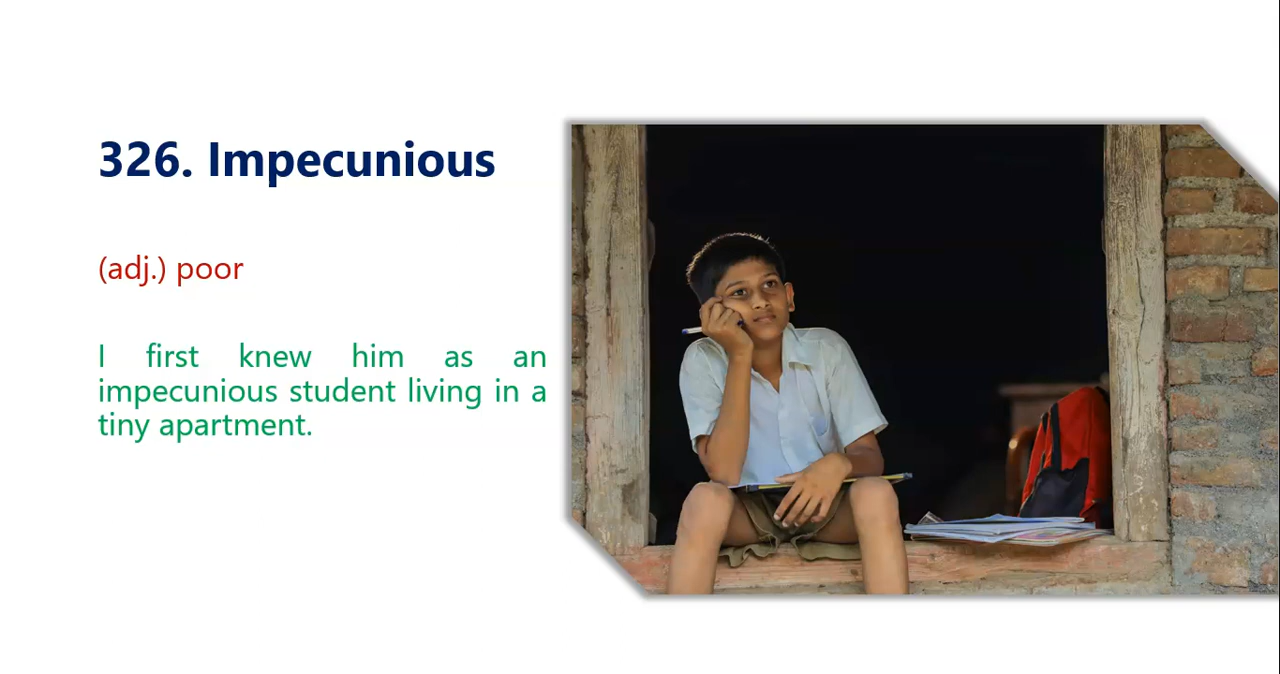 326. Impecunious
(adj.) poor
I first knew him as an
impecunious student living in a
tiny apartment.